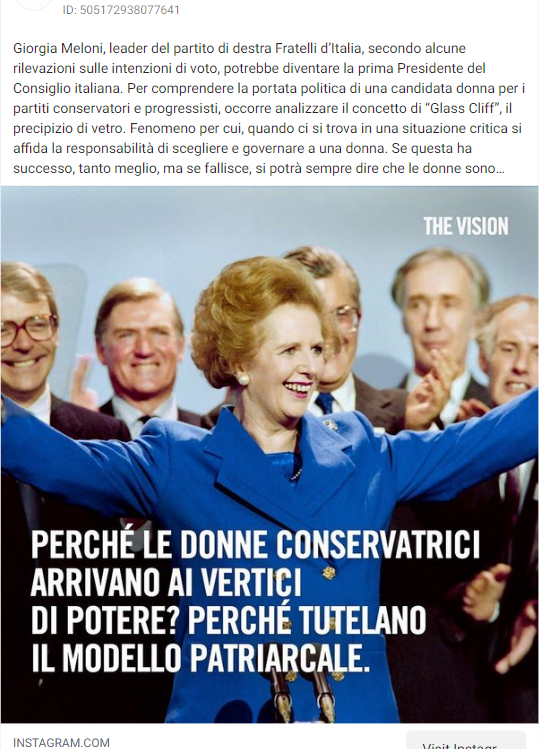 ID: 505172938077641
Giorgia Meloni, leader del partito di destra Fratelli d'Italia, secondo alcune
rilevazioni sulle intenzioni di voto, potrebbe diventare la prima Presidente del
Consiglio italiana. Per comprendere la portata politica di una candidata donna per i
partiti conservatori e progressisti, occorre analizzare il concetto di “Glass Cliff”, il
precipizio di vetro. Fenomeno per cui, quando ci si trova in una situazione critica si
affida la responsabilità di scegliere e governare a una donna. Se questa ha
successo, tanto meglio, ma se fallisce, si potrà sempre dire che le donne sono...
THE VISION
PERCHÉ LE DONNE CONSERVATRICI
ARRIVANO AI VERTICI
DI POTERE? PERCHÉ TUTELANO
IL MODELLO PATRIARCALE.
INSTAGRAM.COM
Visit Instagr